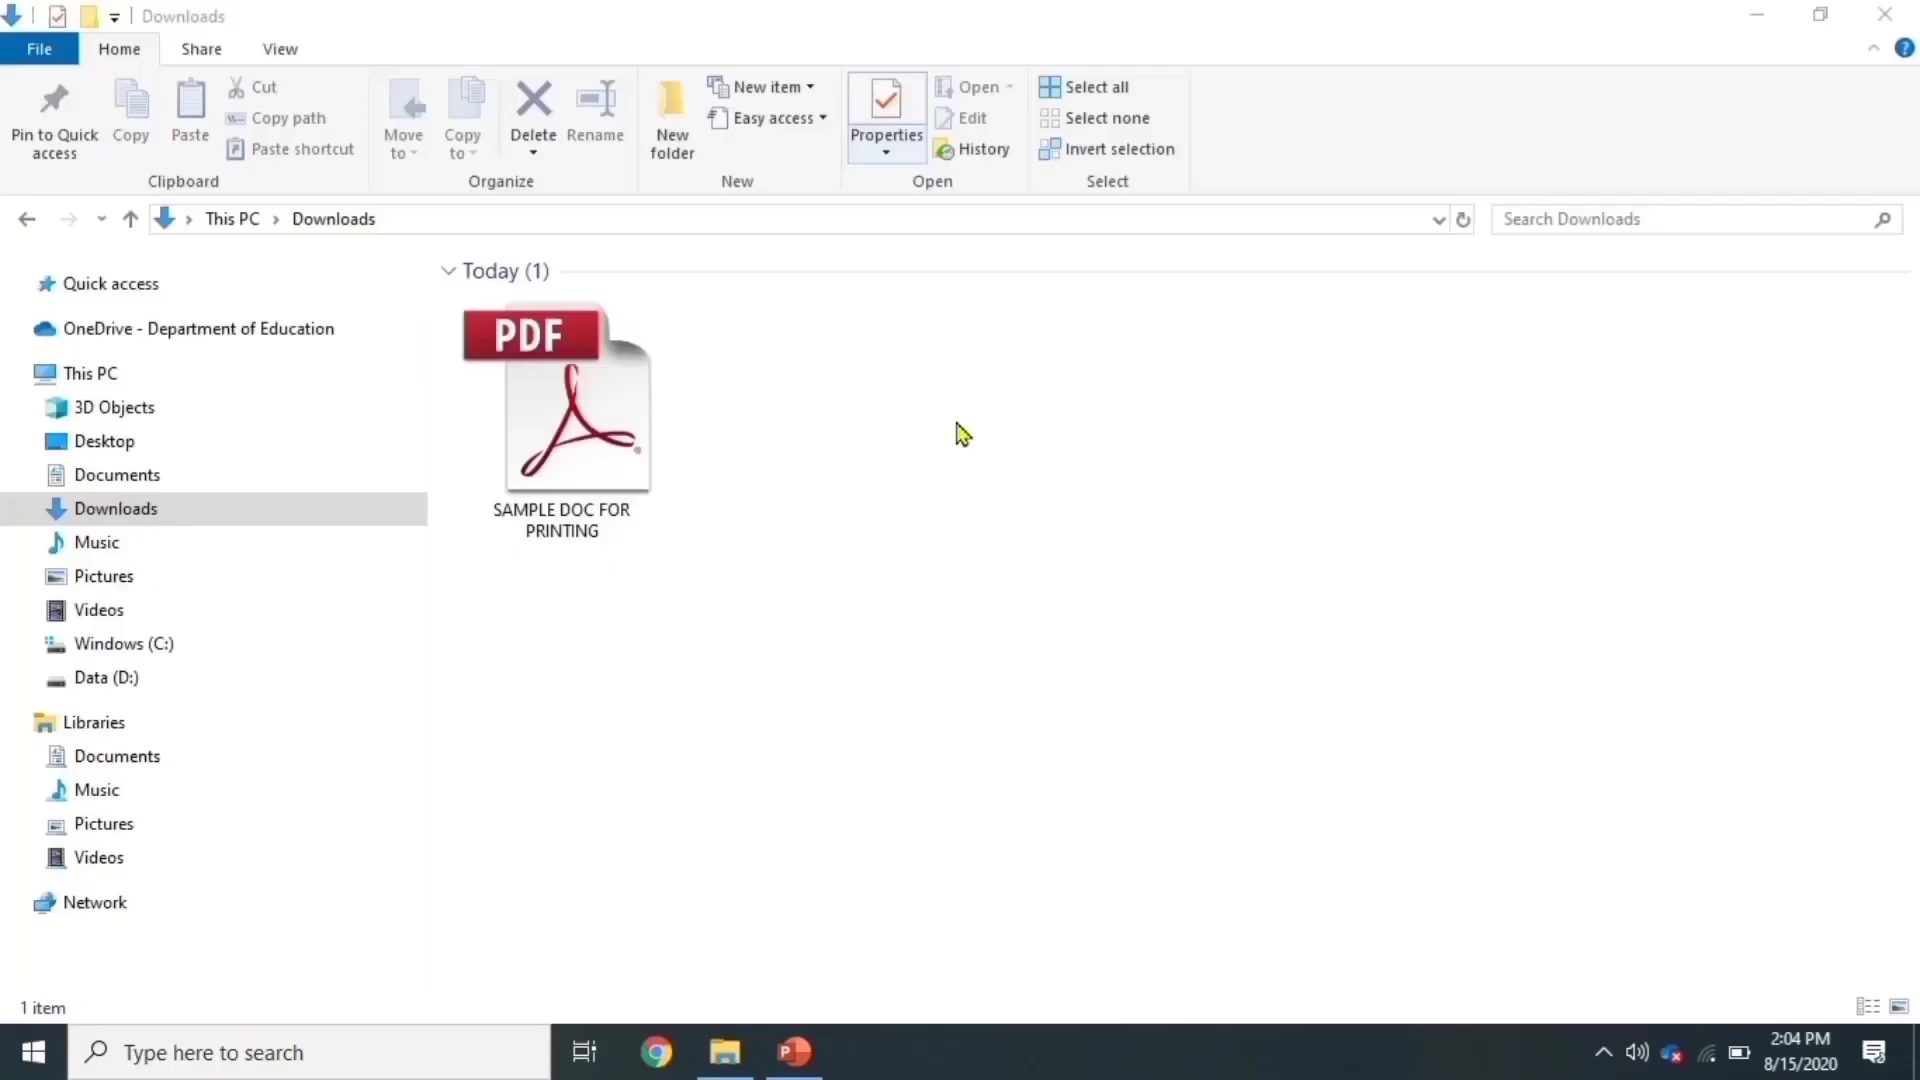 Downloads
File Home Share View
Pin to Quick access
Copy
Paste
Cut
Copy path
Paste shortcut
Clipboard
Move to
Copy to
Delete
Rename
Organize
New folder
New item
Easy access
New
Properties
Open
Edit
History
Open
Select all
Select none
Invert selection
Select
This PC > Downloads
Search Downloads
Quick access
OneDrive - Department of Education
This PC
3D Objects
Desktop
Documents
Downloads
Music
Pictures
Videos
Windows (C:)
Data (D:)
Libraries
Documents
Music
Pictures
Videos
Network
Today (1)
PDF
SAMPLE DOC FOR
PRINTING
1 item
Type here to search
2:04 PM
8/15/2020